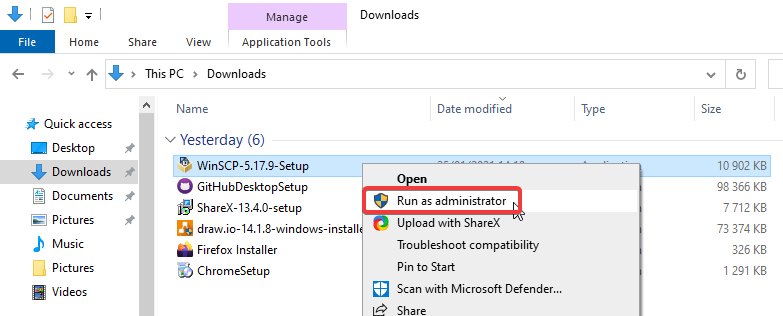 Manage Downloads
File Home Share View Application Tools
This PC Downloads
Name Date modified Type Size
Quick access
Desktop
Downloads
Documents
Pictures
Music
Pictures
Videos
Yesterday (6)
WinSCP-5.17.9-Setup 10 902 KB
GitHubDesktopSetup 98 366 KB
ShareX-13.4.0-setup 7 712 KB
draw.io-14.1.8-windows-installe 73 374 KB
Firefox Installer 326 KB
ChromeSetup 1 291 KB
Open
Run as administrator
Upload with ShareX
Troubleshoot compatibility
Pin to Start
Scan with Microsoft Defender...
Share